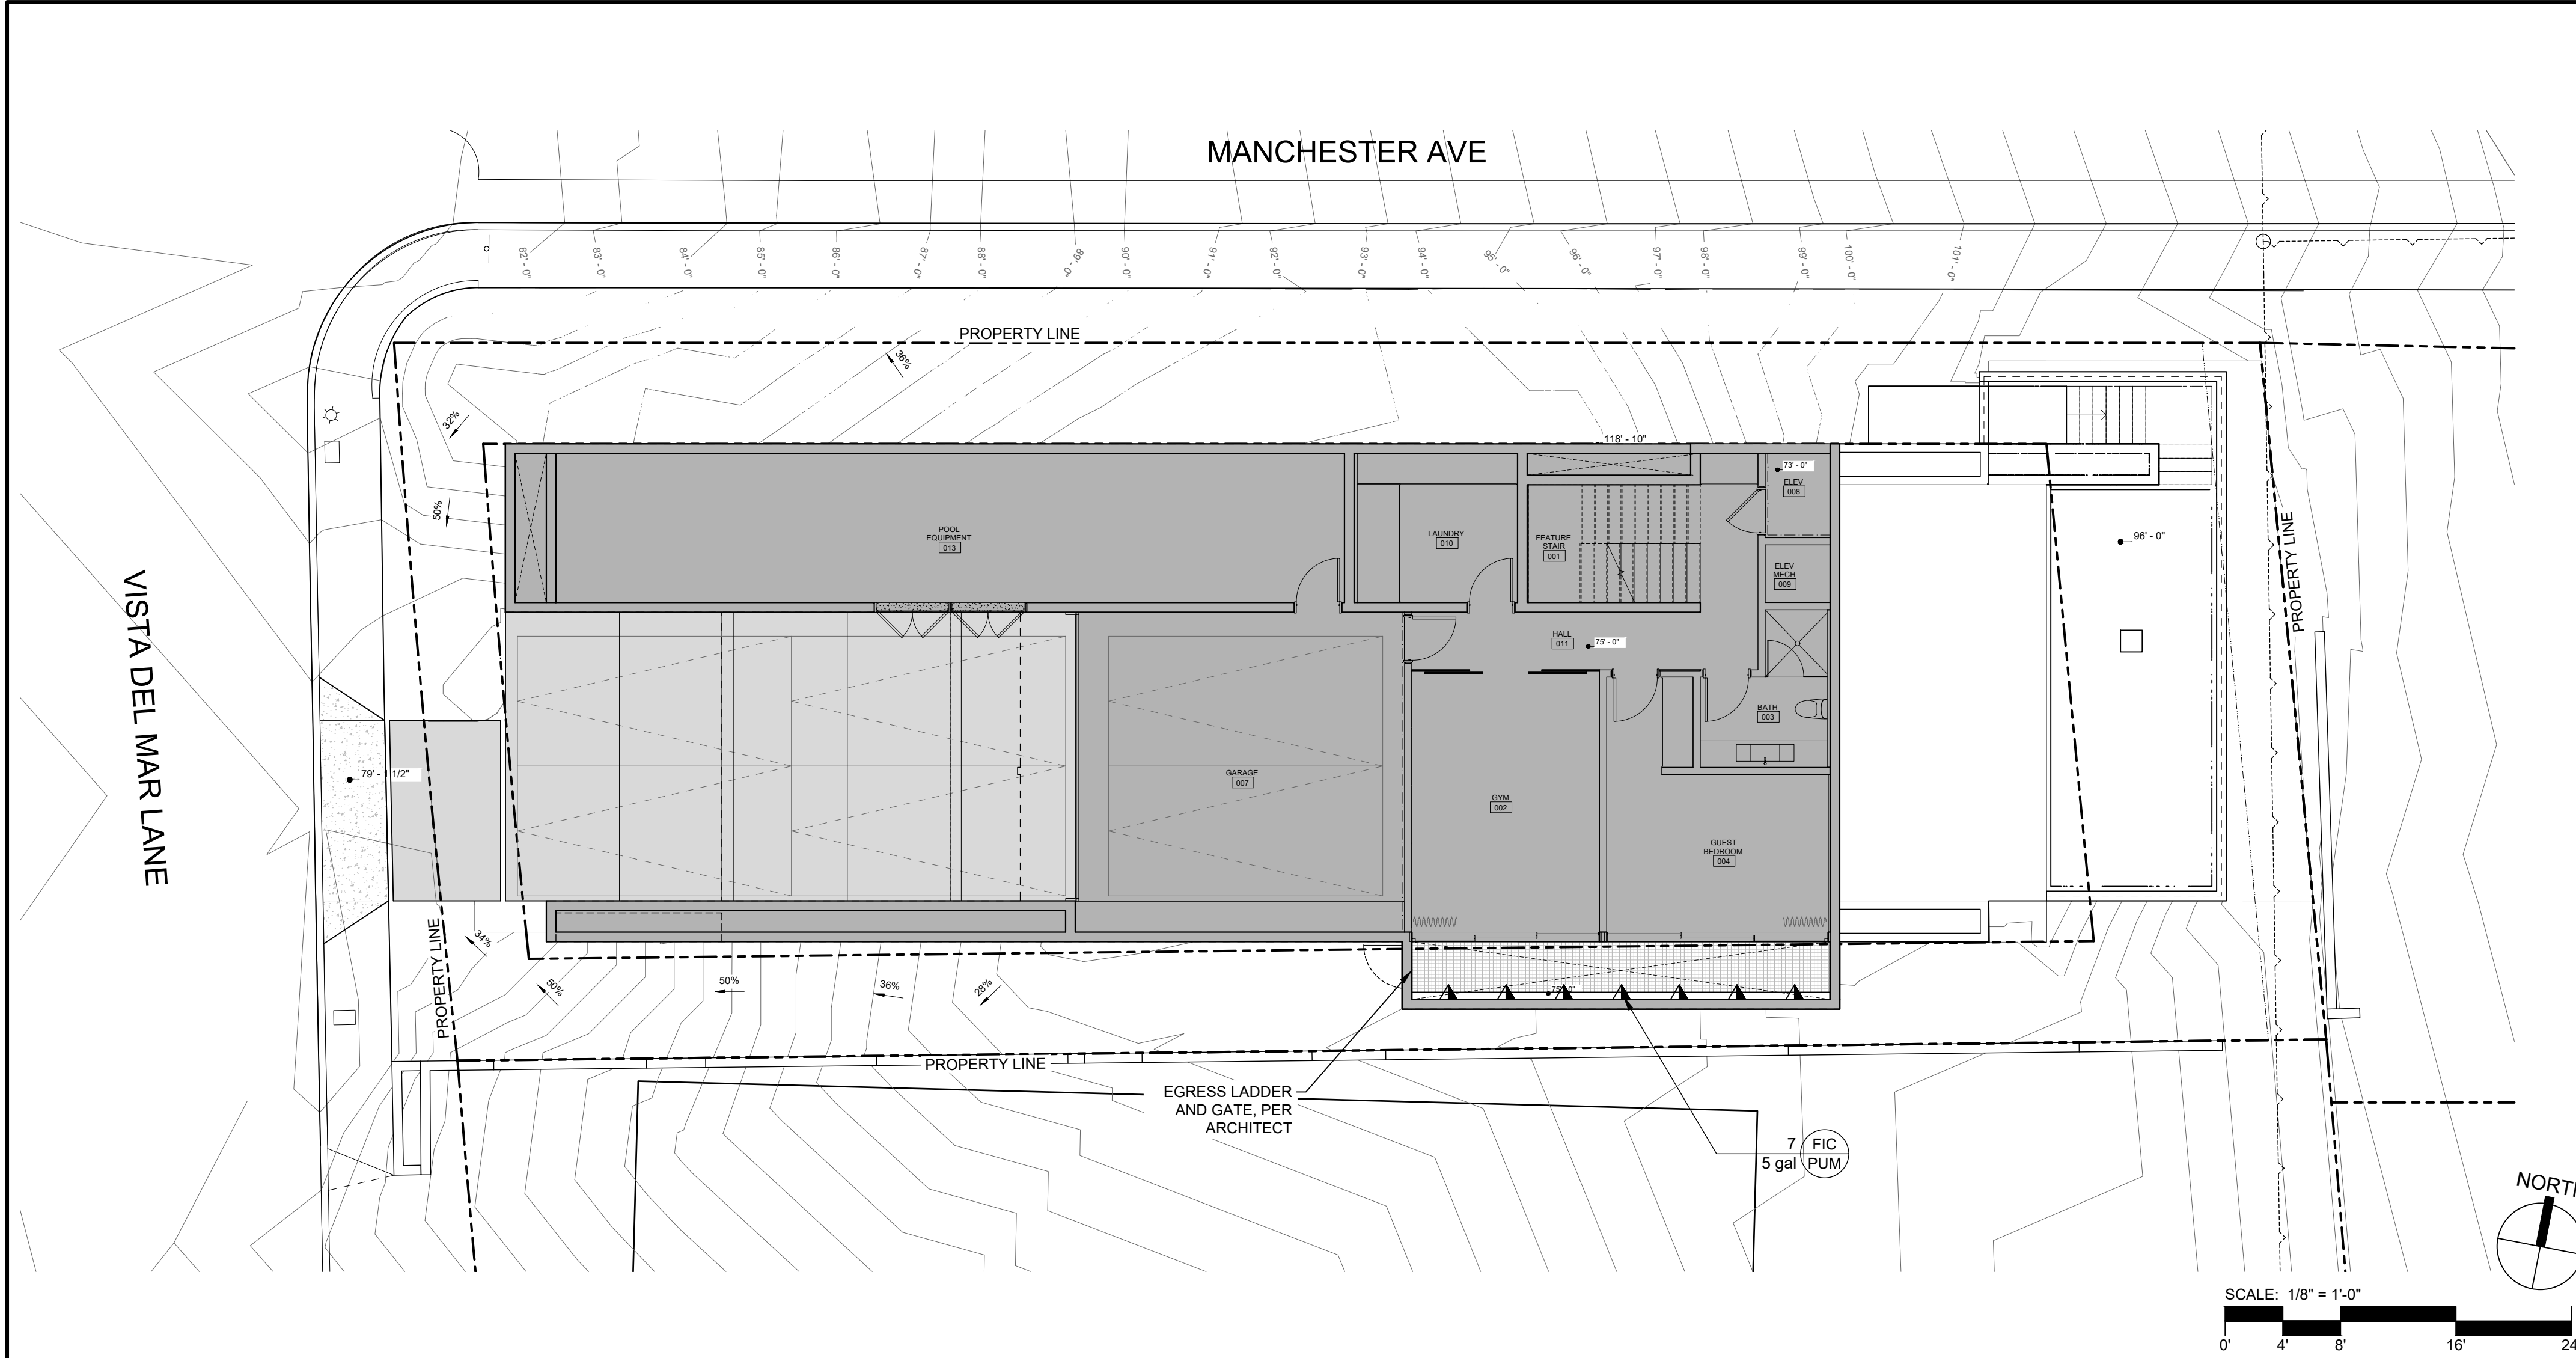 MANCHESTER AVE
82' - 0"
83' - 0"
84' - 0"
85' - 0"
86' - 0"
87' - 0"
88' - 0"
89' - 0"
90' - 0"
91' - 0"
92' - 0"
93' - 0"
94' - 0"
95' - 0"
96' - 0"
97' - 0"
98' - 0"
99' - 0"
100' - 0"
101' - 0"
PROPERTY LINE
36%
32%
50%
118' - 10"
73' - 0"
ELEV
008
POOL
EQUIPMENT
013
LAUNDRY
010
FEATURE
STAIR
001
ELEV
MECH
009
96' - 0"
PROPERTY LINE
VISTA DEL MAR LANE
HALL
011
75' - 0"
BATH
003
79' - 1 1/2"
GARAGE
007
GYM
002
GUEST
BEDROOM
004
PROPERTY LINE
34%
50%
50%
36%
28%
75' - 0"
PROPERTY LINE
EGRESS LADDER
AND GATE, PER
ARCHITECT
7 FIC
5 gal PUM
SCALE: 1/8" = 1'-0"
0' 4' 8' 16' 24